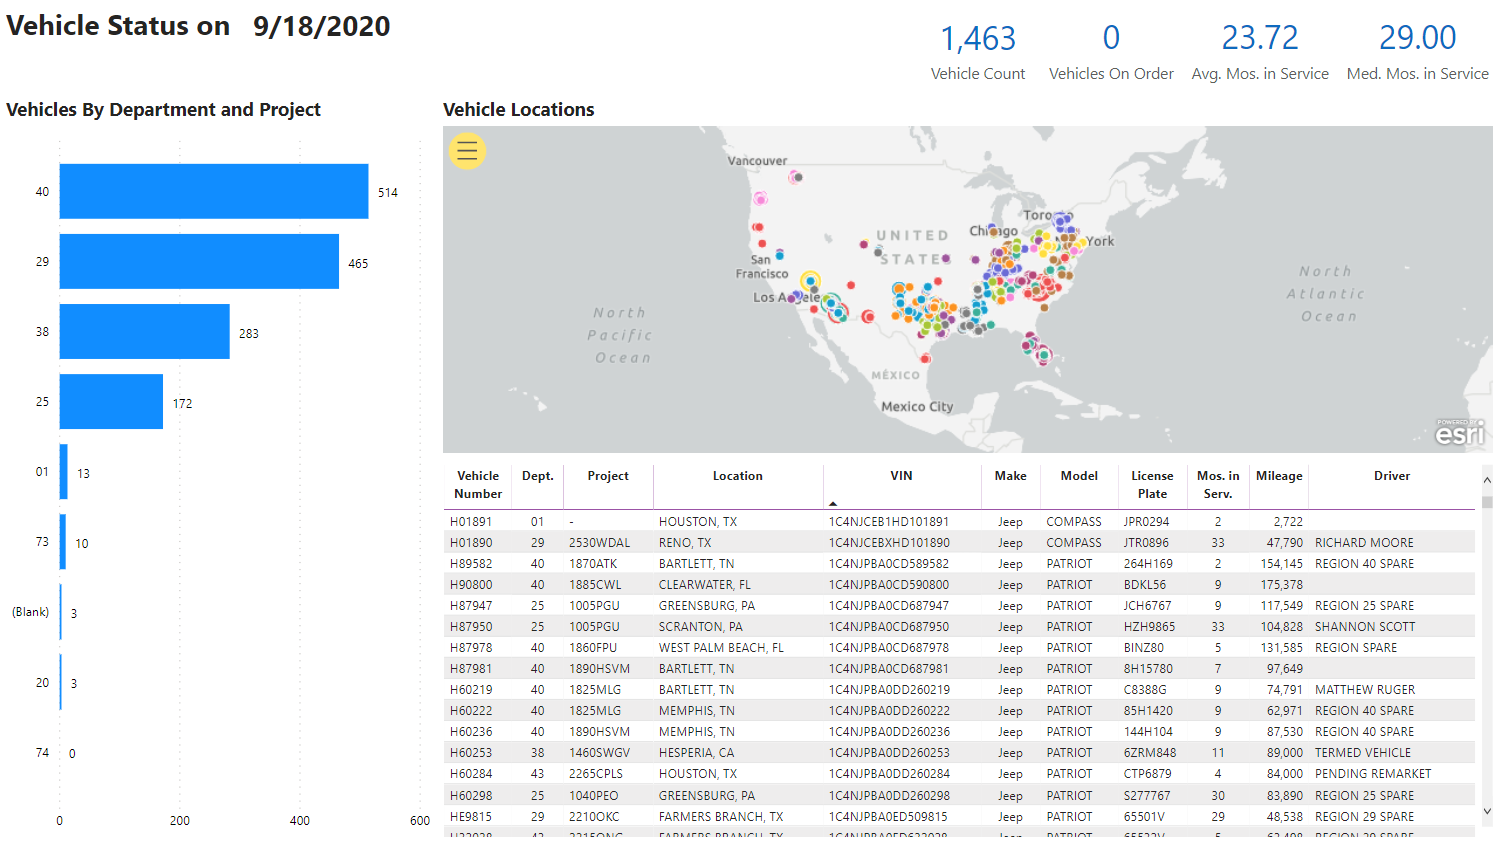 Vehicle Status on 9/18/2020
1,463
Vehicle Count
0
Vehicles On Order
23.72
Avg. Mos. in Service
29.00
Med. Mos. in Service
Vehicles By Department and Project
40 514
29 465
38 283
25 172
01 13
73 10
(Blank) 3
20 3
74 0
0 200 400 600
Vehicle Locations
Vancouver
UNITED
STATES
San
Francisco
Los Angeles
Chicago
York
North
Pacific
Ocean
North
Atlantic
Ocean
MÉXICO
Mexico City
POWERED BY
esri
Vehicle Number Dept. Project Location VIN Make Model License Plate Mos. in Serv. Mileage Driver
H01891 01 - HOUSTON, TX 1C4NJCEB1HD101891 Jeep COMPASS JPR0294 2 2,722
H01890 29 2530WDAL RENO, TX 1C4NJCEBXHD101890 Jeep COMPASS JTR0896 33 47,790 RICHARD MOORE
H89582 40 1870ATK BARTLETT, TN 1C4NJPBA0CD589582 Jeep PATRIOT 264H169 2 154,145 REGION 40 SPARE
H90800 40 1885CWL CLEARWATER, FL 1C4NJPBA0CD590800 Jeep PATRIOT BDKL56 9 175,378
H87947 25 1005PGU GREENSBURG, PA 1C4NJPBA0CD687947 Jeep PATRIOT JCH6767 9 117,549 REGION 25 SPARE
H87950 25 1005PGU SCRANTON, PA 1C4NJPBA0CD687950 Jeep PATRIOT HZH9865 33 104,828 SHANNON SCOTT
H87978 40 1860FPU WEST PALM BEACH, FL 1C4NJPBA0CD687978 Jeep PATRIOT BINZ80 5 131,585 REGION SPARE
H87981 40 1890HSVM BARTLETT, TN 1C4NJPBA0CD687981 Jeep PATRIOT 8H15780 7 97,649
H60219 40 1825MLG BARTLETT, TN 1C4NJPBA0DD260219 Jeep PATRIOT C8388G 9 74,791 MATTHEW RUGER
H60222 40 1825MLG MEMPHIS, TN 1C4NJPBA0DD260222 Jeep PATRIOT 85H1420 9 62,971 REGION 40 SPARE
H60236 40 1890HSVM MEMPHIS, TN 1C4NJPBA0DD260236 Jeep PATRIOT 144H104 9 87,530 REGION 40 SPARE
H60253 38 1460SWGV HESPERIA, CA 1C4NJPBA0DD260253 Jeep PATRIOT 6ZRM848 11 89,000 TERMED VEHICLE
H60284 43 2265CPLS HOUSTON, TX 1C4NJPBA0DD260284 Jeep PATRIOT CTP6879 4 84,000 PENDING REMARKET
H60298 25 1040PEO GREENSBURG, PA 1C4NJPBA0DD260298 Jeep PATRIOT S277767 30 83,890 REGION 25 SPARE
HE9815 29 2210OKC FARMERS BRANCH, TX 1C4NJPBA0ED509815 Jeep PATRIOT 65501V 29 48,538 REGION 29 SPARE